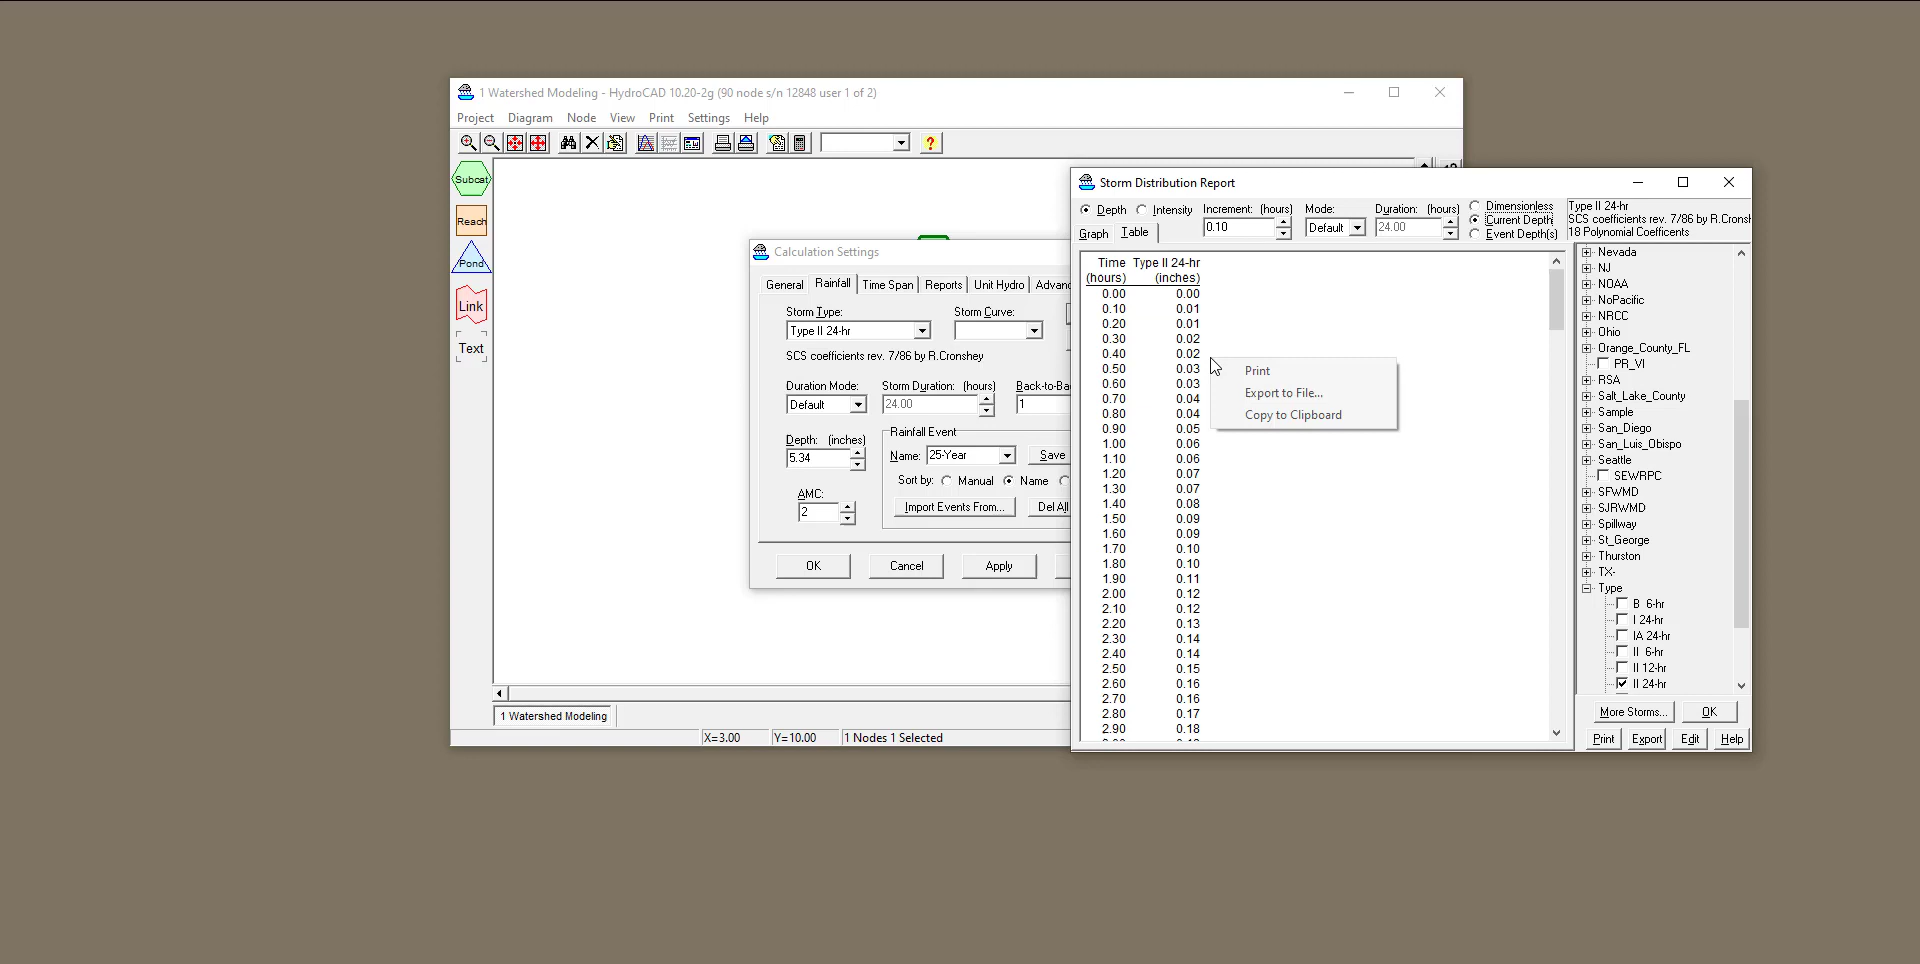 1 Watershed Modeling - HydroCAD 10.20-2g (90 node s/n 12848 user 1 of 2)
Project Diagram Node View Print Settings Help
Subcat
Reach
Pond
Link
Text
Calculation Settings
General Rainfall Time Span Reports Unit Hydro Advanc
Storm Type: Storm Curve:
Type II 24-hr
SCS coefficients rev. 7/86 by R.Cronshey
Duration Mode: Storm Duration: (hours) Back-to-Ba
Default 24.00 1
Depth: (inches)
5.34
Rainfall Event
Name: 25-Year Save
Sort by: Manual Name
AMC:
2
Import Events From... Del All
OK Cancel Apply
1 Watershed Modeling
X=3.00 Y=10.00 1 Nodes 1 Selected
Storm Distribution Report
Depth Intensity Increment: (hours) Mode: Duration: (hours)
0.10 Default 24.00
Dimensionless
Current Depth
Event Depth(s)
Graph Table
Type II 24-hr
SCS coefficients rev. 7/86 by R.Cronsh
18 Polynomial Coefficents
Time Type II 24-hr
(hours) (inches)
0.00 0.00
0.10 0.01
0.20 0.01
0.30 0.02
0.40 0.02
0.50 0.03
0.60 0.03
0.70 0.04
0.80 0.04
0.90 0.05
1.00 0.06
1.10 0.06
1.20 0.07
1.30 0.07
1.40 0.08
1.50 0.09
1.60 0.09
1.70 0.10
1.80 0.10
1.90 0.11
2.00 0.12
2.10 0.12
2.20 0.13
2.30 0.14
2.40 0.14
2.50 0.15
2.60 0.16
2.70 0.16
2.80 0.17
2.90 0.18
Print
Export to File...
Copy to Clipboard
Nevada
NJ
NOAA
NoPacific
NRCC
Ohio
Orange_County_FL
PR_VI
RSA
Salt_Lake_County
Sample
San_Diego
San_Luis_Obispo
Seattle
SEWRPC
SFWMD
SJRWMD
Spillway
St_George
Thurston
TX-
Type
B 6-hr
I 24-hr
IA 24-hr
II 6-hr
II 12-hr
II 24-hr
More Storms... OK
Print Export Edit Help